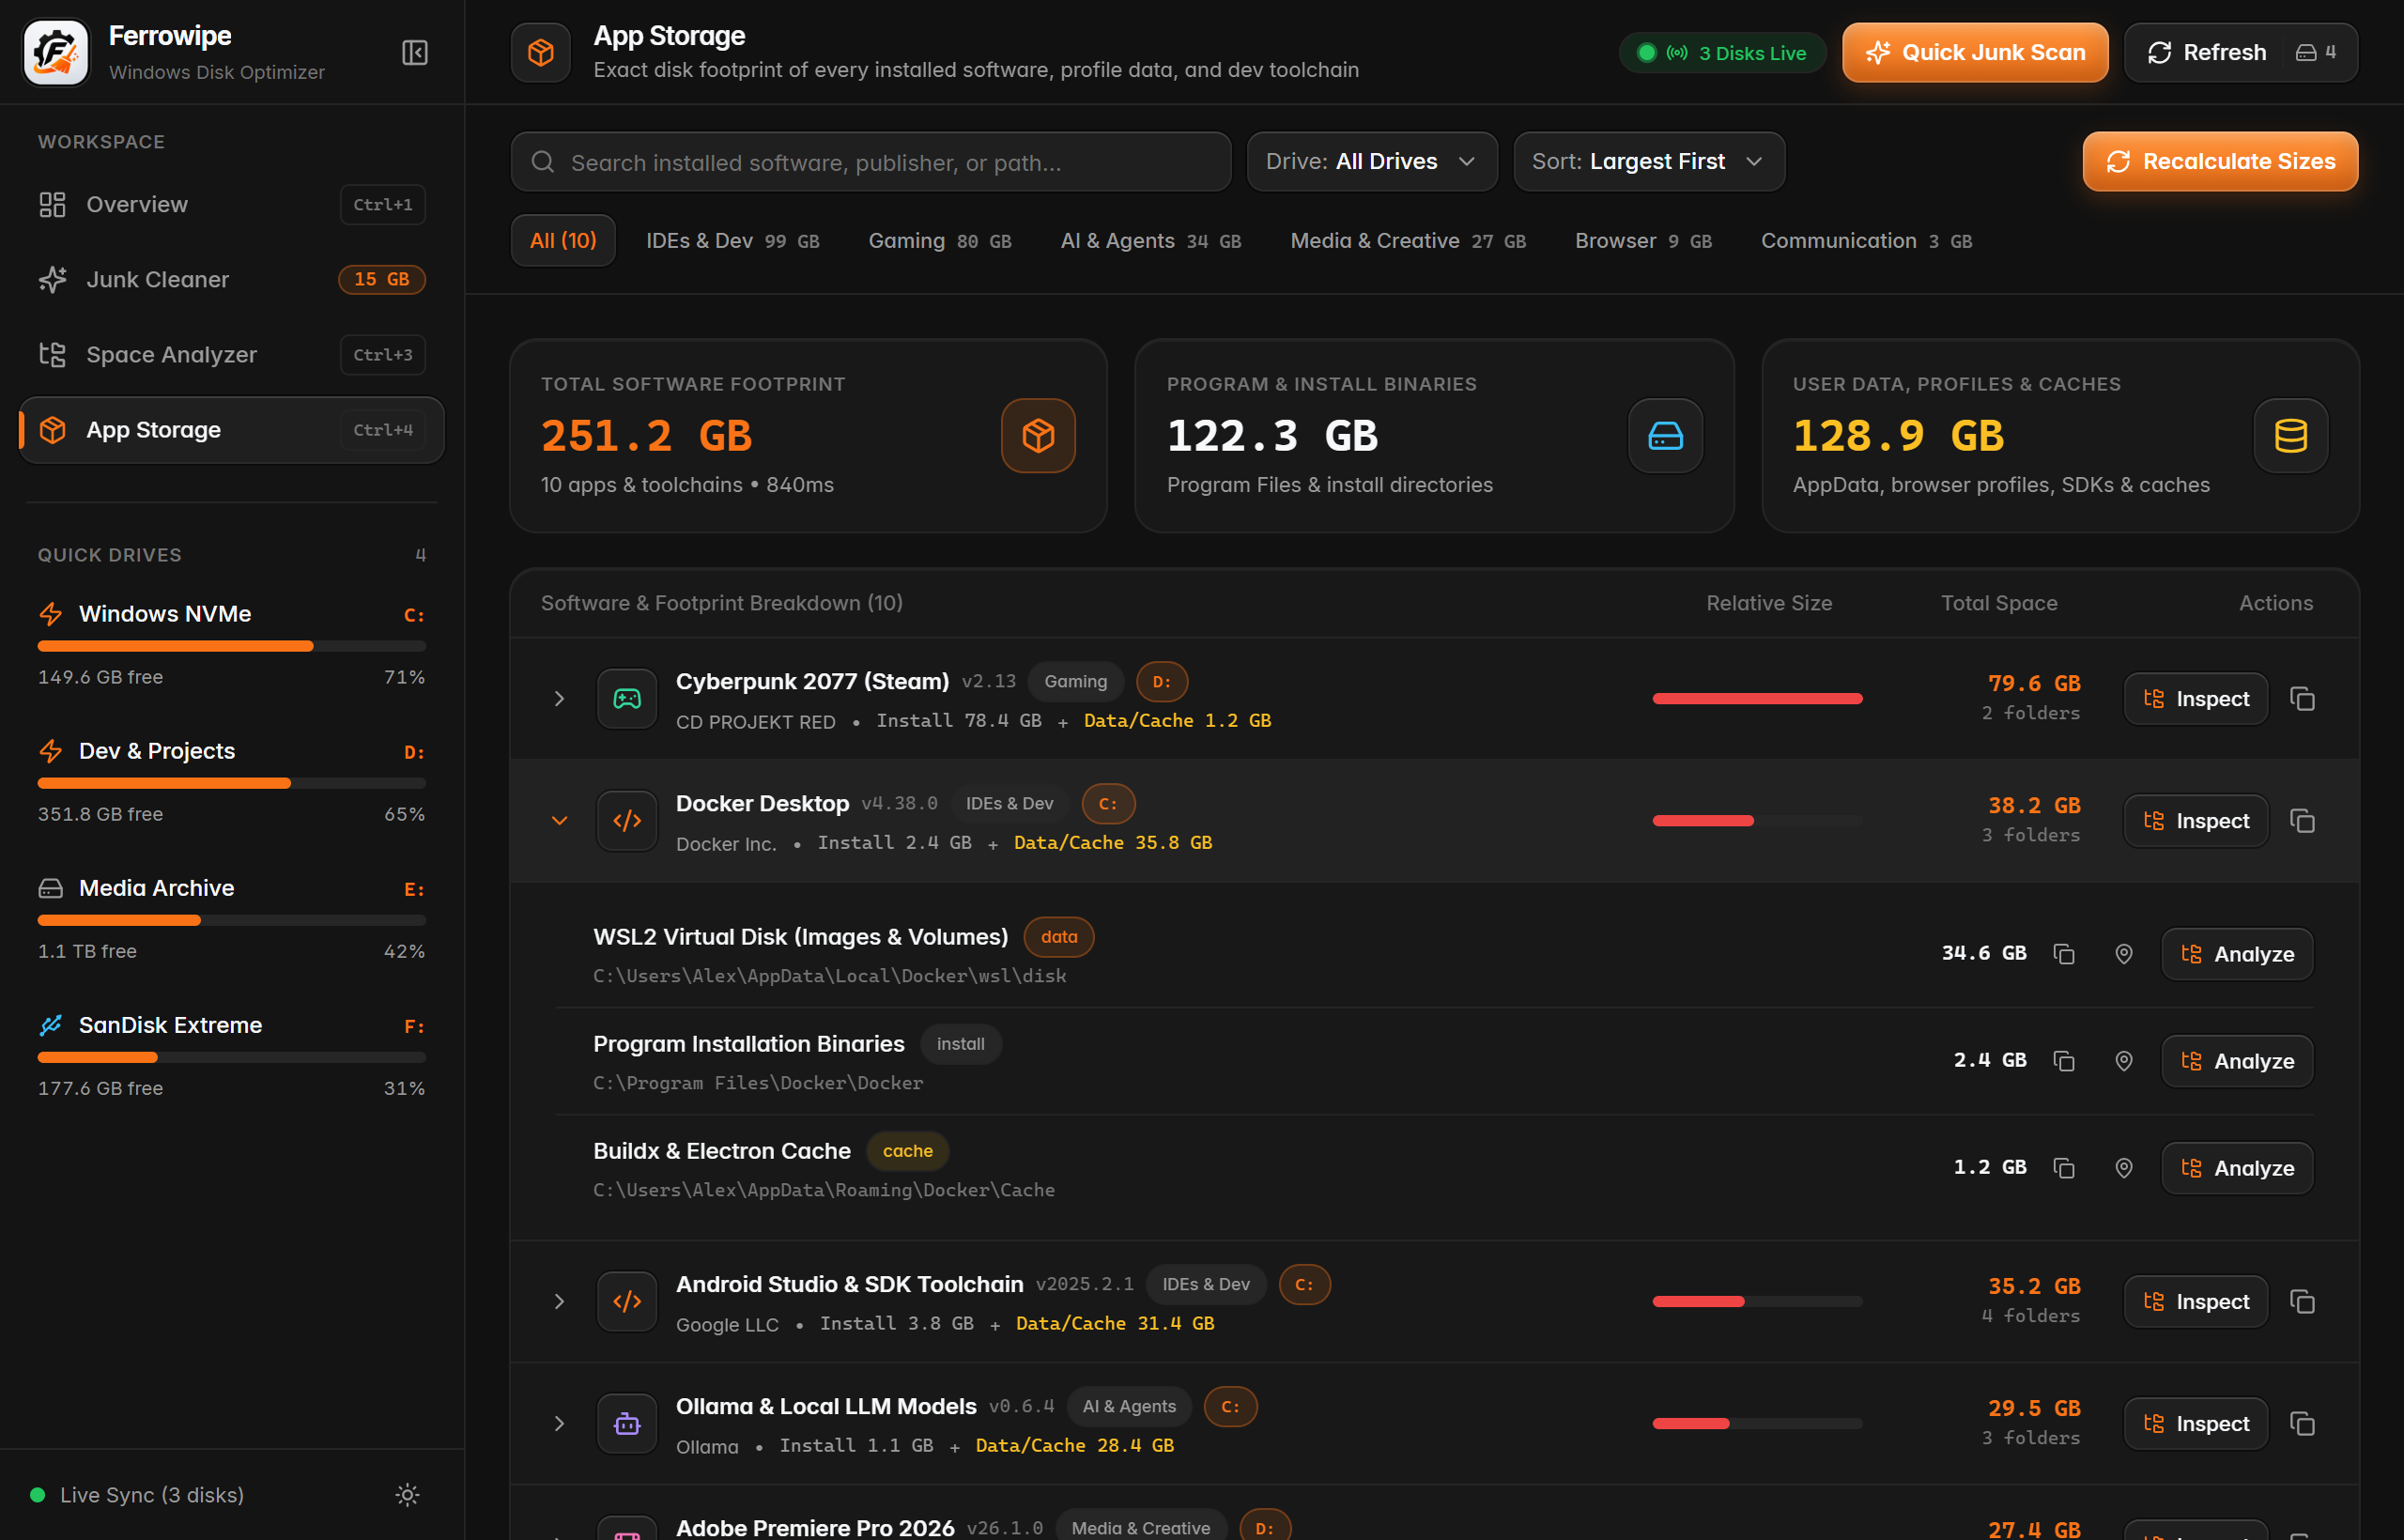 Ferrowipe
Windows Disk Optimizer
WORKSPACE
Overview Ctrl+1
Junk Cleaner 15 GB
Space Analyzer Ctrl+3
App Storage Ctrl+4
QUICK DRIVES 4
Windows NVMe C:
149.6 GB free 71%
Dev & Projects D:
351.8 GB free 65%
Media Archive E:
1.1 TB free 42%
SanDisk Extreme F:
177.6 GB free 31%
Live Sync (3 disks)
App Storage
Exact disk footprint of every installed software, profile data, and dev toolchain
3 Disks Live
Quick Junk Scan
Refresh 4
Search installed software, publisher, or path...
Drive: All Drives
Sort: Largest First
Recalculate Sizes
All (10) IDEs & Dev 99 GB Gaming 80 GB AI & Agents 34 GB Media & Creative 27 GB Browser 9 GB Communication 3 GB
TOTAL SOFTWARE FOOTPRINT
251.2 GB
10 apps & toolchains • 840ms
PROGRAM & INSTALL BINARIES
122.3 GB
Program Files & install directories
USER DATA, PROFILES & CACHES
128.9 GB
AppData, browser profiles, SDKs & caches
Software & Footprint Breakdown (10) Relative Size Total Space Actions
Cyberpunk 2077 (Steam) v2.13 Gaming D:
CD PROJEKT RED • Install 78.4 GB + Data/Cache 1.2 GB
79.6 GB
2 folders
Inspect
Docker Desktop v4.38.0 IDEs & Dev C:
Docker Inc. • Install 2.4 GB + Data/Cache 35.8 GB
38.2 GB
3 folders
Inspect
WSL2 Virtual Disk (Images & Volumes) data
C:\Users\Alex\AppData\Local\Docker\wsl\disk
34.6 GB
Analyze
Program Installation Binaries install
C:\Program Files\Docker\Docker
2.4 GB
Analyze
Buildx & Electron Cache cache
C:\Users\Alex\AppData\Roaming\Docker\Cache
1.2 GB
Analyze
Android Studio & SDK Toolchain v2025.2.1 IDEs & Dev C:
Google LLC • Install 3.8 GB + Data/Cache 31.4 GB
35.2 GB
4 folders
Inspect
Ollama & Local LLM Models v0.6.4 AI & Agents C:
Ollama • Install 1.1 GB + Data/Cache 28.4 GB
29.5 GB
3 folders
Inspect
Adobe Premiere Pro 2026 v26.1.0 Media & Creative D:
27.4 GB